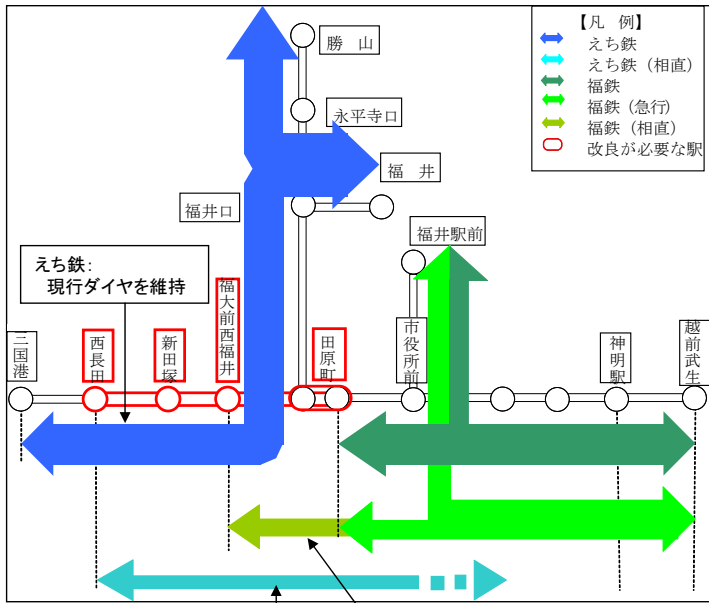 【凡 例】
えち鉄
えち鉄 (相直)
福鉄
福鉄 (急行)
福鉄 (相直)
改良が必要な駅
勝 山
永平寺口
福 井
福井口
福井駅前
えち鉄:
現行ダイヤを維持
三国港
西長田
新田塚
福大前西福井
田原町
市役所前
神明駅
越前武生